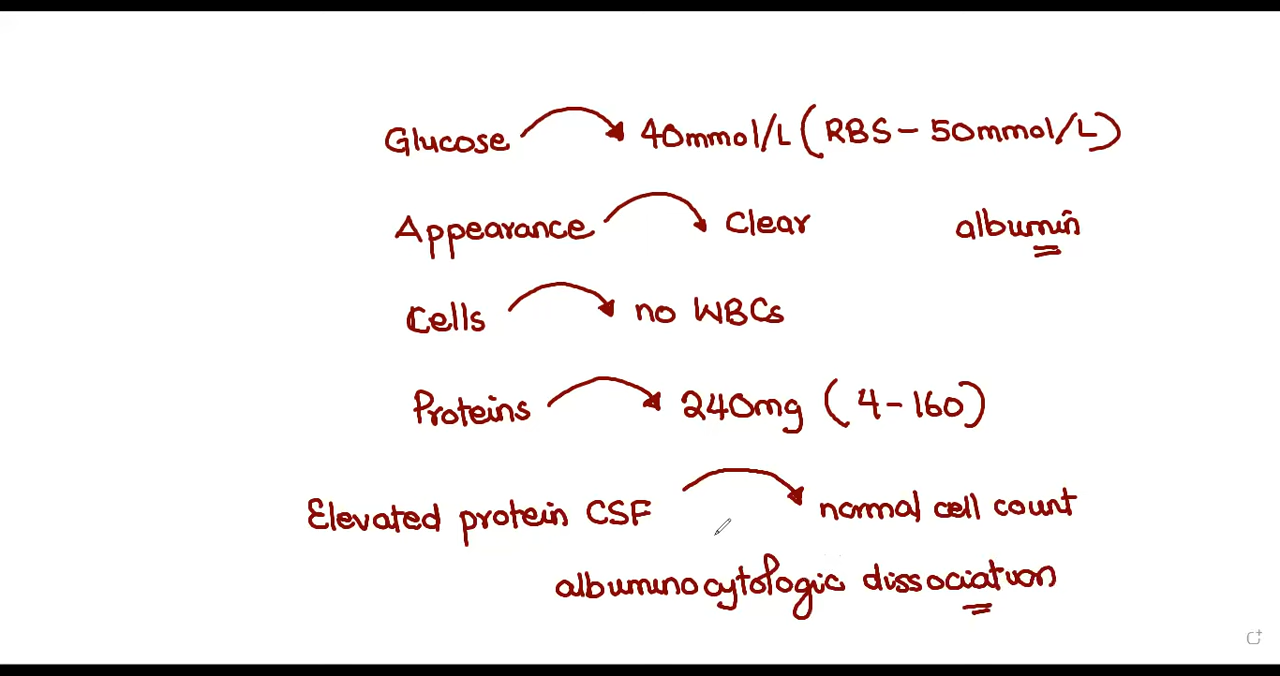 Glucose 40mmol/L (RBS - 50mmol/L)
Appearance Clear albumin
Cells no WBCs
Proteins 240mg (4-160)
Elevated protein CSF normal cell count
albuminocytologic dissociation